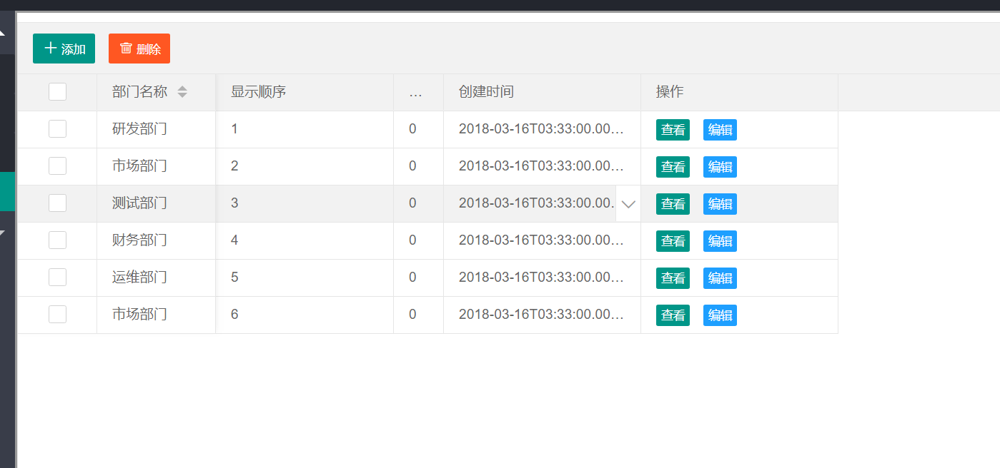 添加 删除
部门名称 显示顺序 ... 创建时间 操作
研发部门 1 0 2018-03-16T03:33:00.00... 查看 编辑
市场部门 2 0 2018-03-16T03:33:00.00... 查看 编辑
测试部门 3 0 2018-03-16T03:33:00.00. 查看 编辑
财务部门 4 0 2018-03-16T03:33:00.00... 查看 编辑
运维部门 5 0 2018-03-16T03:33:00.00... 查看 编辑
市场部门 6 0 2018-03-16T03:33:00.00... 查看 编辑